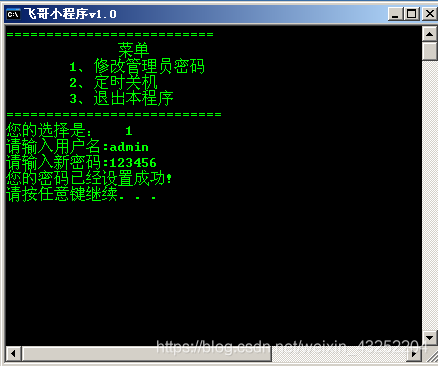 飞哥小程序v1.0
==========================
菜单
1、修改管理员密码
2、定时关机
3、退出本程序
===========================
您的选择是： 1
请输入用户名:admin
请输入新密码:123456
您的密码已经设置成功!
请按任意键继续. . .
https://blog.csdn.net/weixin_43252204